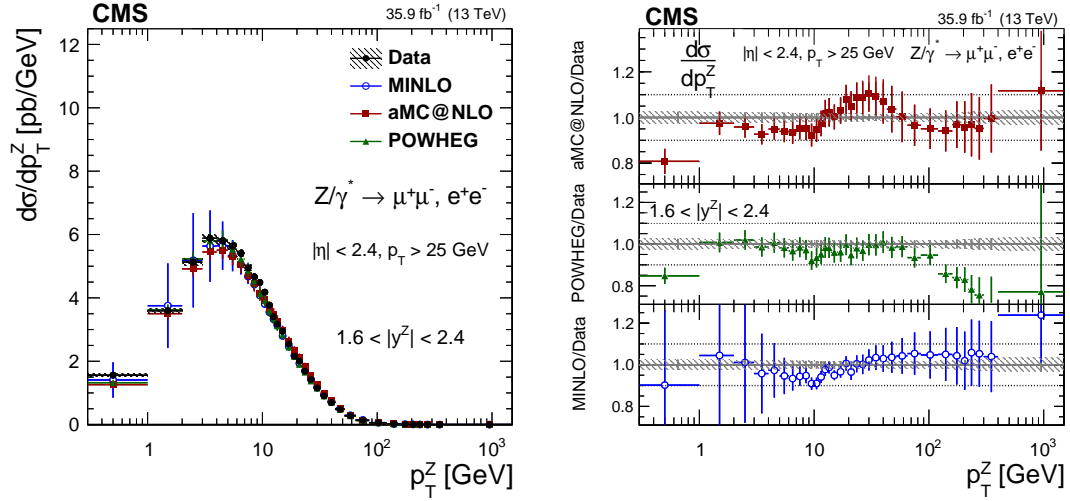 CMS
35.9 fb⁻¹ (13 TeV)
dσ/dp_T^Z [pb/GeV]
12
10
8
6
4
2
0
Data
MINLO
aMC@NLO
POWHEG
Z/γ* → μ⁺μ⁻, e⁺e⁻
|η| < 2.4, p_T > 25 GeV
1.6 < |y^Z| < 2.4
1
10
10²
10³
p_T^Z [GeV]
CMS
35.9 fb⁻¹ (13 TeV)
dσ
dp_T^Z
|η| < 2.4, p_T > 25 GeV
Z/γ* → μ⁺μ⁻, e⁺e⁻
aMC@NLO/Data
1.2
1.0
0.8
1.6 < |y^Z| < 2.4
POWHEG/Data
1.2
1.0
0.8
MINLO/Data
1.2
1.0
0.8
1
10
10²
10³
p_T^Z [GeV]